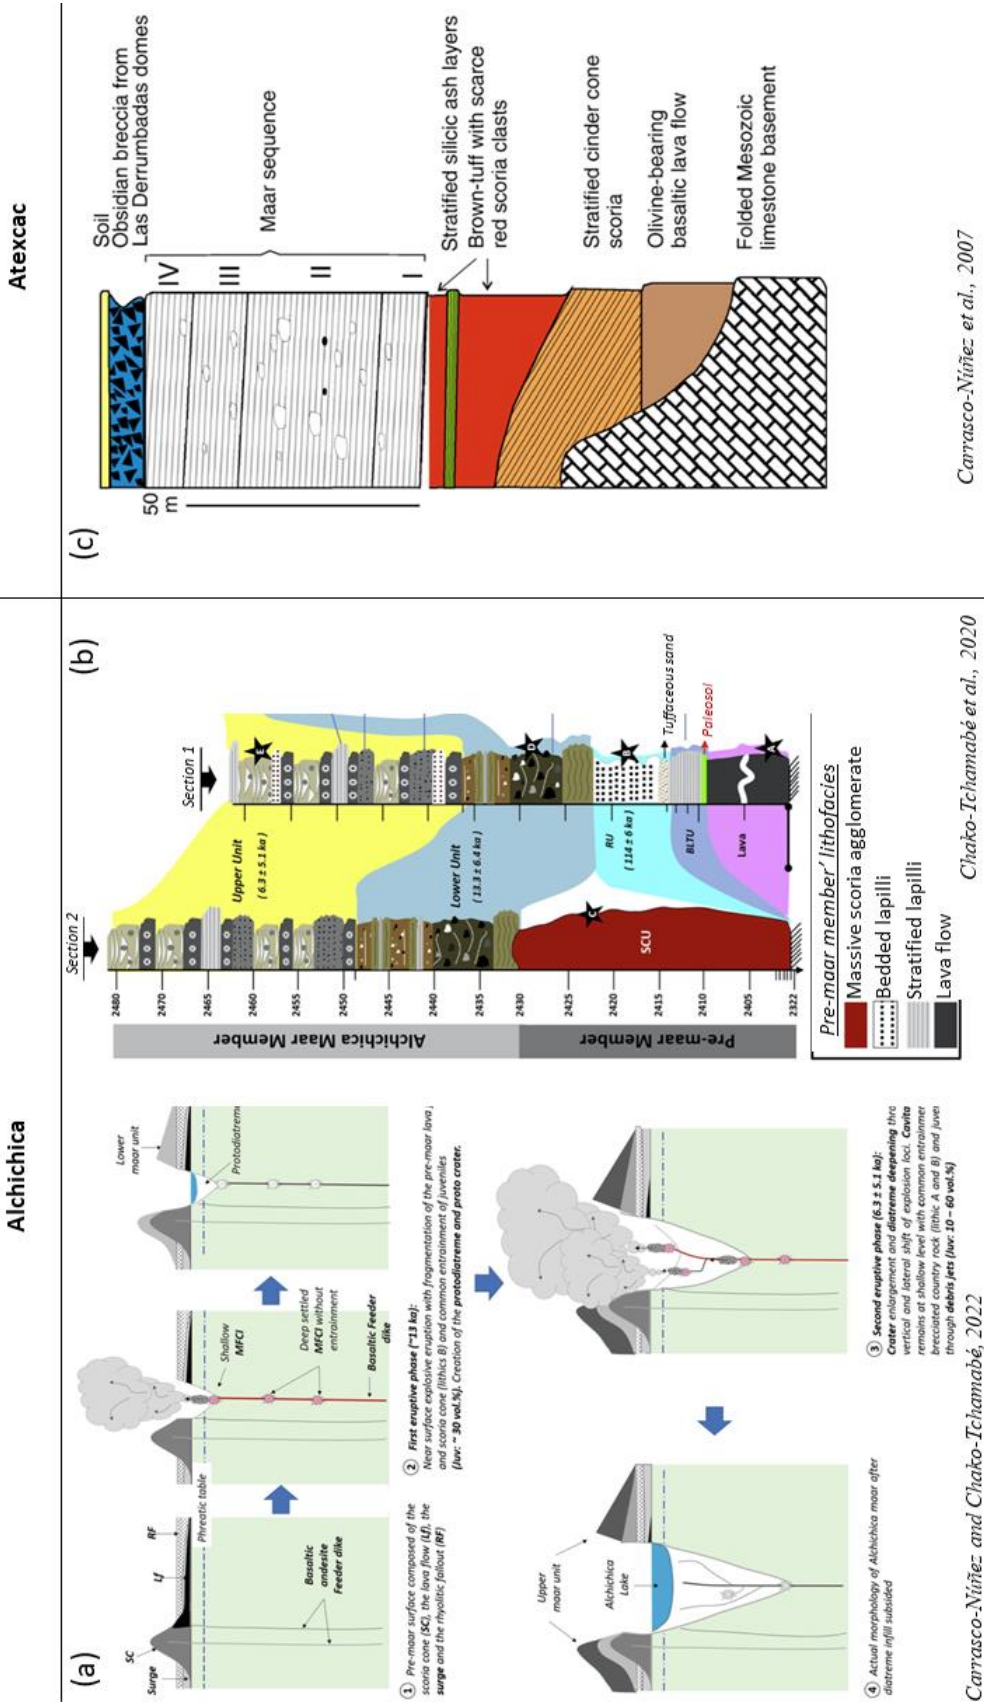 Alchichica
Atexcac
(a)
SC
Surge
Lf
RF
Phreatic table
Basaltic
andesite
Feeder dike
Shallow
MFCI
Deep settled
MFCI without
entrainment
Basaltic Feeder
dike
Lower
maar unit
Protodiatreme
1 Pre-maar surface composed of the
scoria cone (SC), the lava flow (Lf), the
surge and the rhyolitic fallout (RF)
2 First eruptive phase (~13 ka):
Near surface explosive eruption with fragmentation of the pre-maar lava
and scoria cone (lithics B) and common entrainment of juveniles
(Juv: ~ 30 vol.%). Creation of the protodiatreme and proto crater.
Upper
maar unit
Alchichica
Lake
4 Actual morphology of Alchichica maar after
diatreme infill subsided
3 Second eruptive phase (6.3 ± 5.1 ka):
Crater enlargement and diatreme deepening thro
vertical and lateral shift of explosion loci. Cavita
remains at shallow level with common entrainmer
brecciated country rock (lithic A and B) and juver
through debris jets (Juv: 10 – 60 vol.%)
Carrasco-Núñez and Chako-Tchamabé, 2022
(b)
Section 2
Section 1
Alchichica Maar Member
Pre-maar Member
2480
2470
2465
2460
2455
2450
2445
2440
2435
2430
2425
2420
2415
2410
2405
2322
Upper Unit
( 6.3 ± 5.1 ka )
Lower Unit
( 13.3 ± 6.4 ka )
RU
( 114 ± 6 ka )
BLTU
Lava
SCU
A
B
C
D
E
Tuffaceous sand
Paleosol
Pre-maar member' lithofacies
Massive scoria agglomerate
Bedded lapilli
Stratified lapilli
Lava flow
Chako-Tchamabé et al., 2020
(c)
50
m
Soil
Obsidian breccia from
Las Derrumbadas domes
IV
III
II
I
Maar sequence
Stratified silicic ash layers
Brown-tuff with scarce
red scoria clasts
Stratified cinder cone
scoria
Olivine-bearing
basaltic lava flow
Folded Mesozoic
limestone basement
Carrasco-Núñez et al., 2007